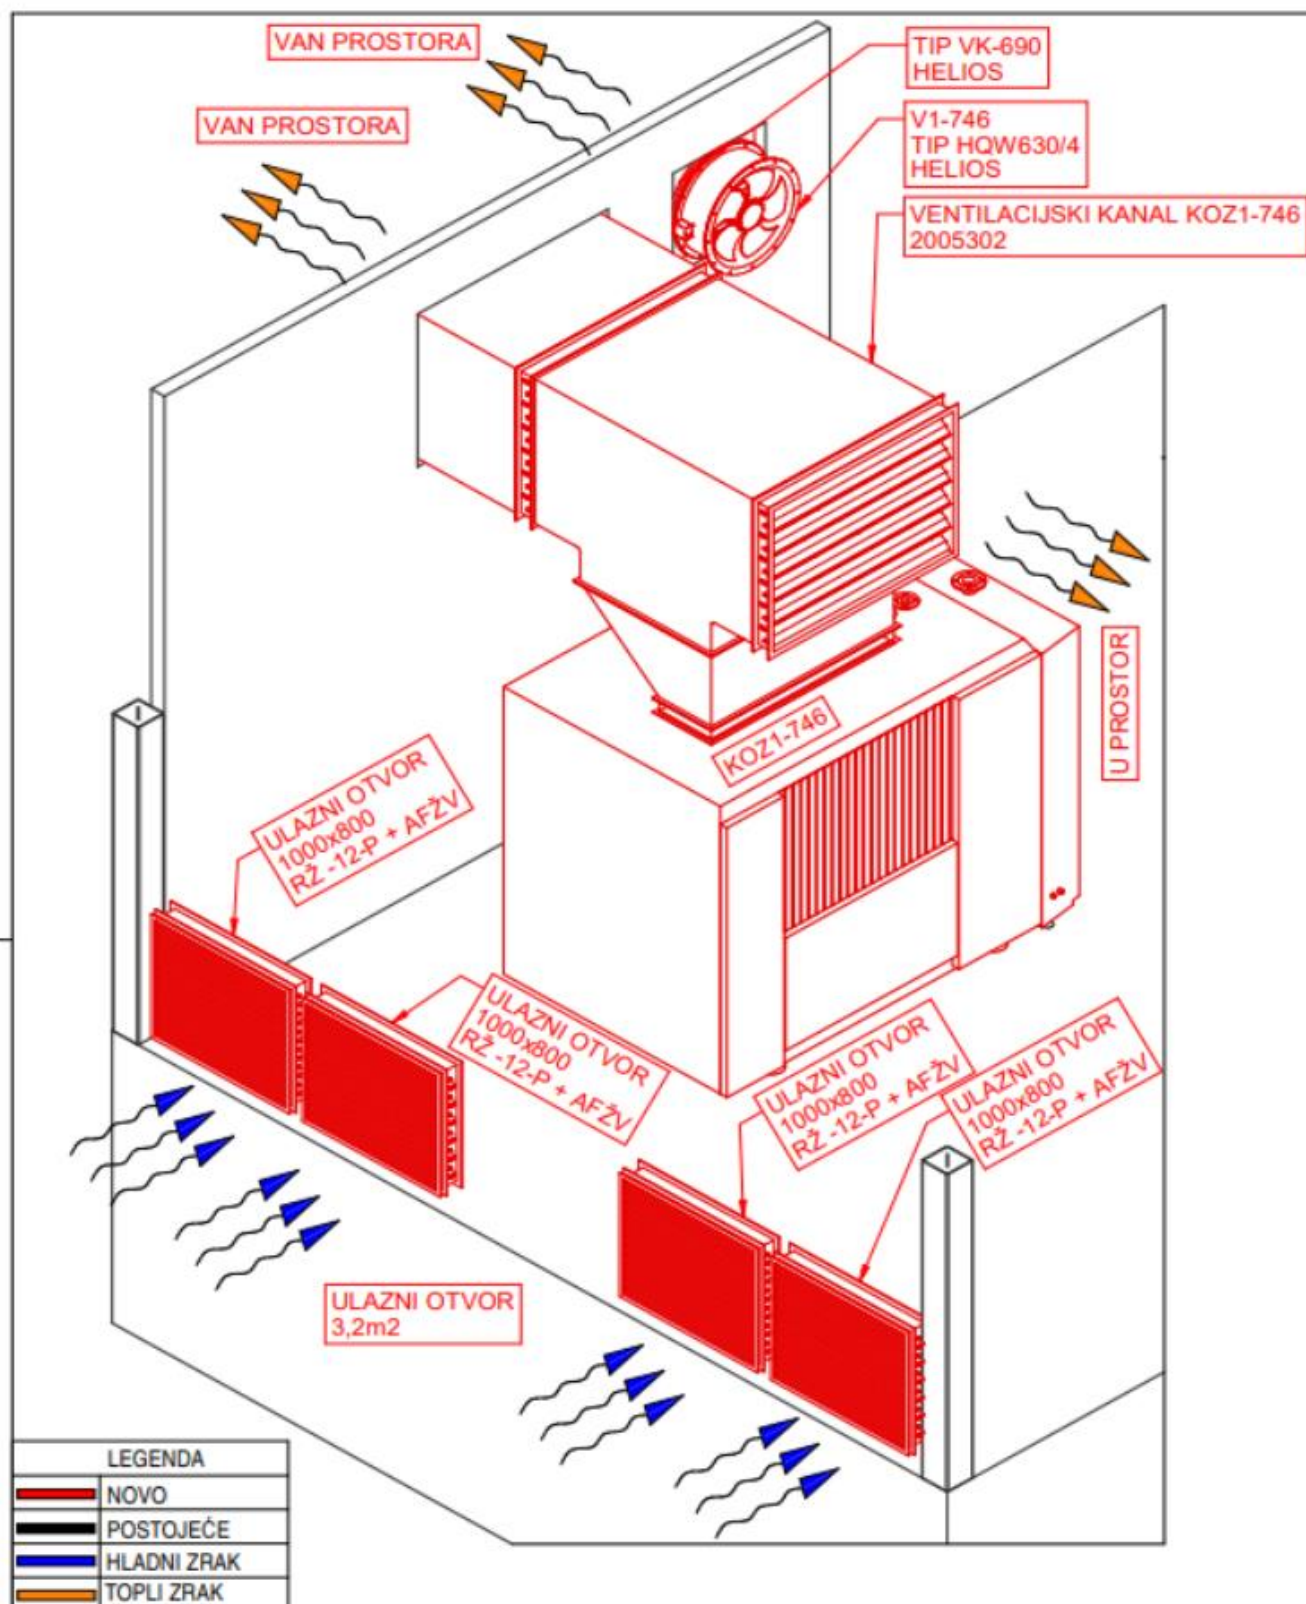 VAN PROSTORA
VAN PROSTORA
TIP VK-690
HELIOS
V1-746
TIP HQW630/4
HELIOS
VENTILACIJSKI KANAL KOZ1-746
2005302
U PROSTOR
KOZ1-746
ULAZNI OTVOR
1000x800
RŽ -12-P + AFŽV
ULAZNI OTVOR
1000x800
RŽ -12-P + AFŽV
ULAZNI OTVOR
1000x800
RŽ -12-P + AFŽV
ULAZNI OTVOR
1000x800
RŽ -12-P + AFŽV
ULAZNI OTVOR
3,2m2
LEGENDA
NOVO
POSTOJEĆE
HLADNI ZRAK
TOPLI ZRAK